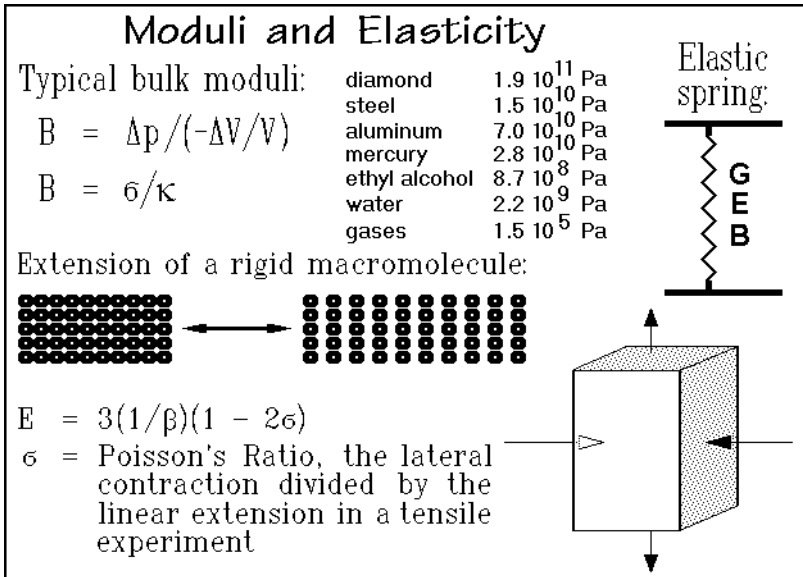 Moduli and Elasticity
Typical bulk moduli:
B = Δp/(-ΔV/V)
B = σ/κ
diamond 1.9 10^11 Pa
steel 1.5 10^10 Pa
aluminum 7.0 10^10 Pa
mercury 2.8 10^10 Pa
ethyl alcohol 8.7 10^8 Pa
water 2.2 10^9 Pa
gases 1.5 10^5 Pa
Elastic
spring:
G
E
B
Extension of a rigid macromolecule:
E = 3(1/β)(1 - 2σ)
σ = Poisson's Ratio, the lateral
contraction divided by the
linear extension in a tensile
experiment